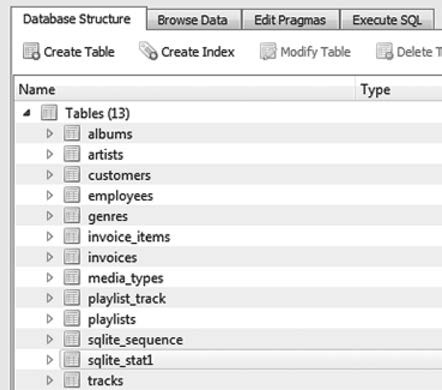 Database Structure Browse Data Edit Pragmas Execute SQL
Create Table Create Index Modify Table Delete T
Name Type
Tables (13)
albums
artists
customers
employees
genres
invoice_items
invoices
media_types
playlist_track
playlists
sqlite_sequence
sqlite_stat1
tracks